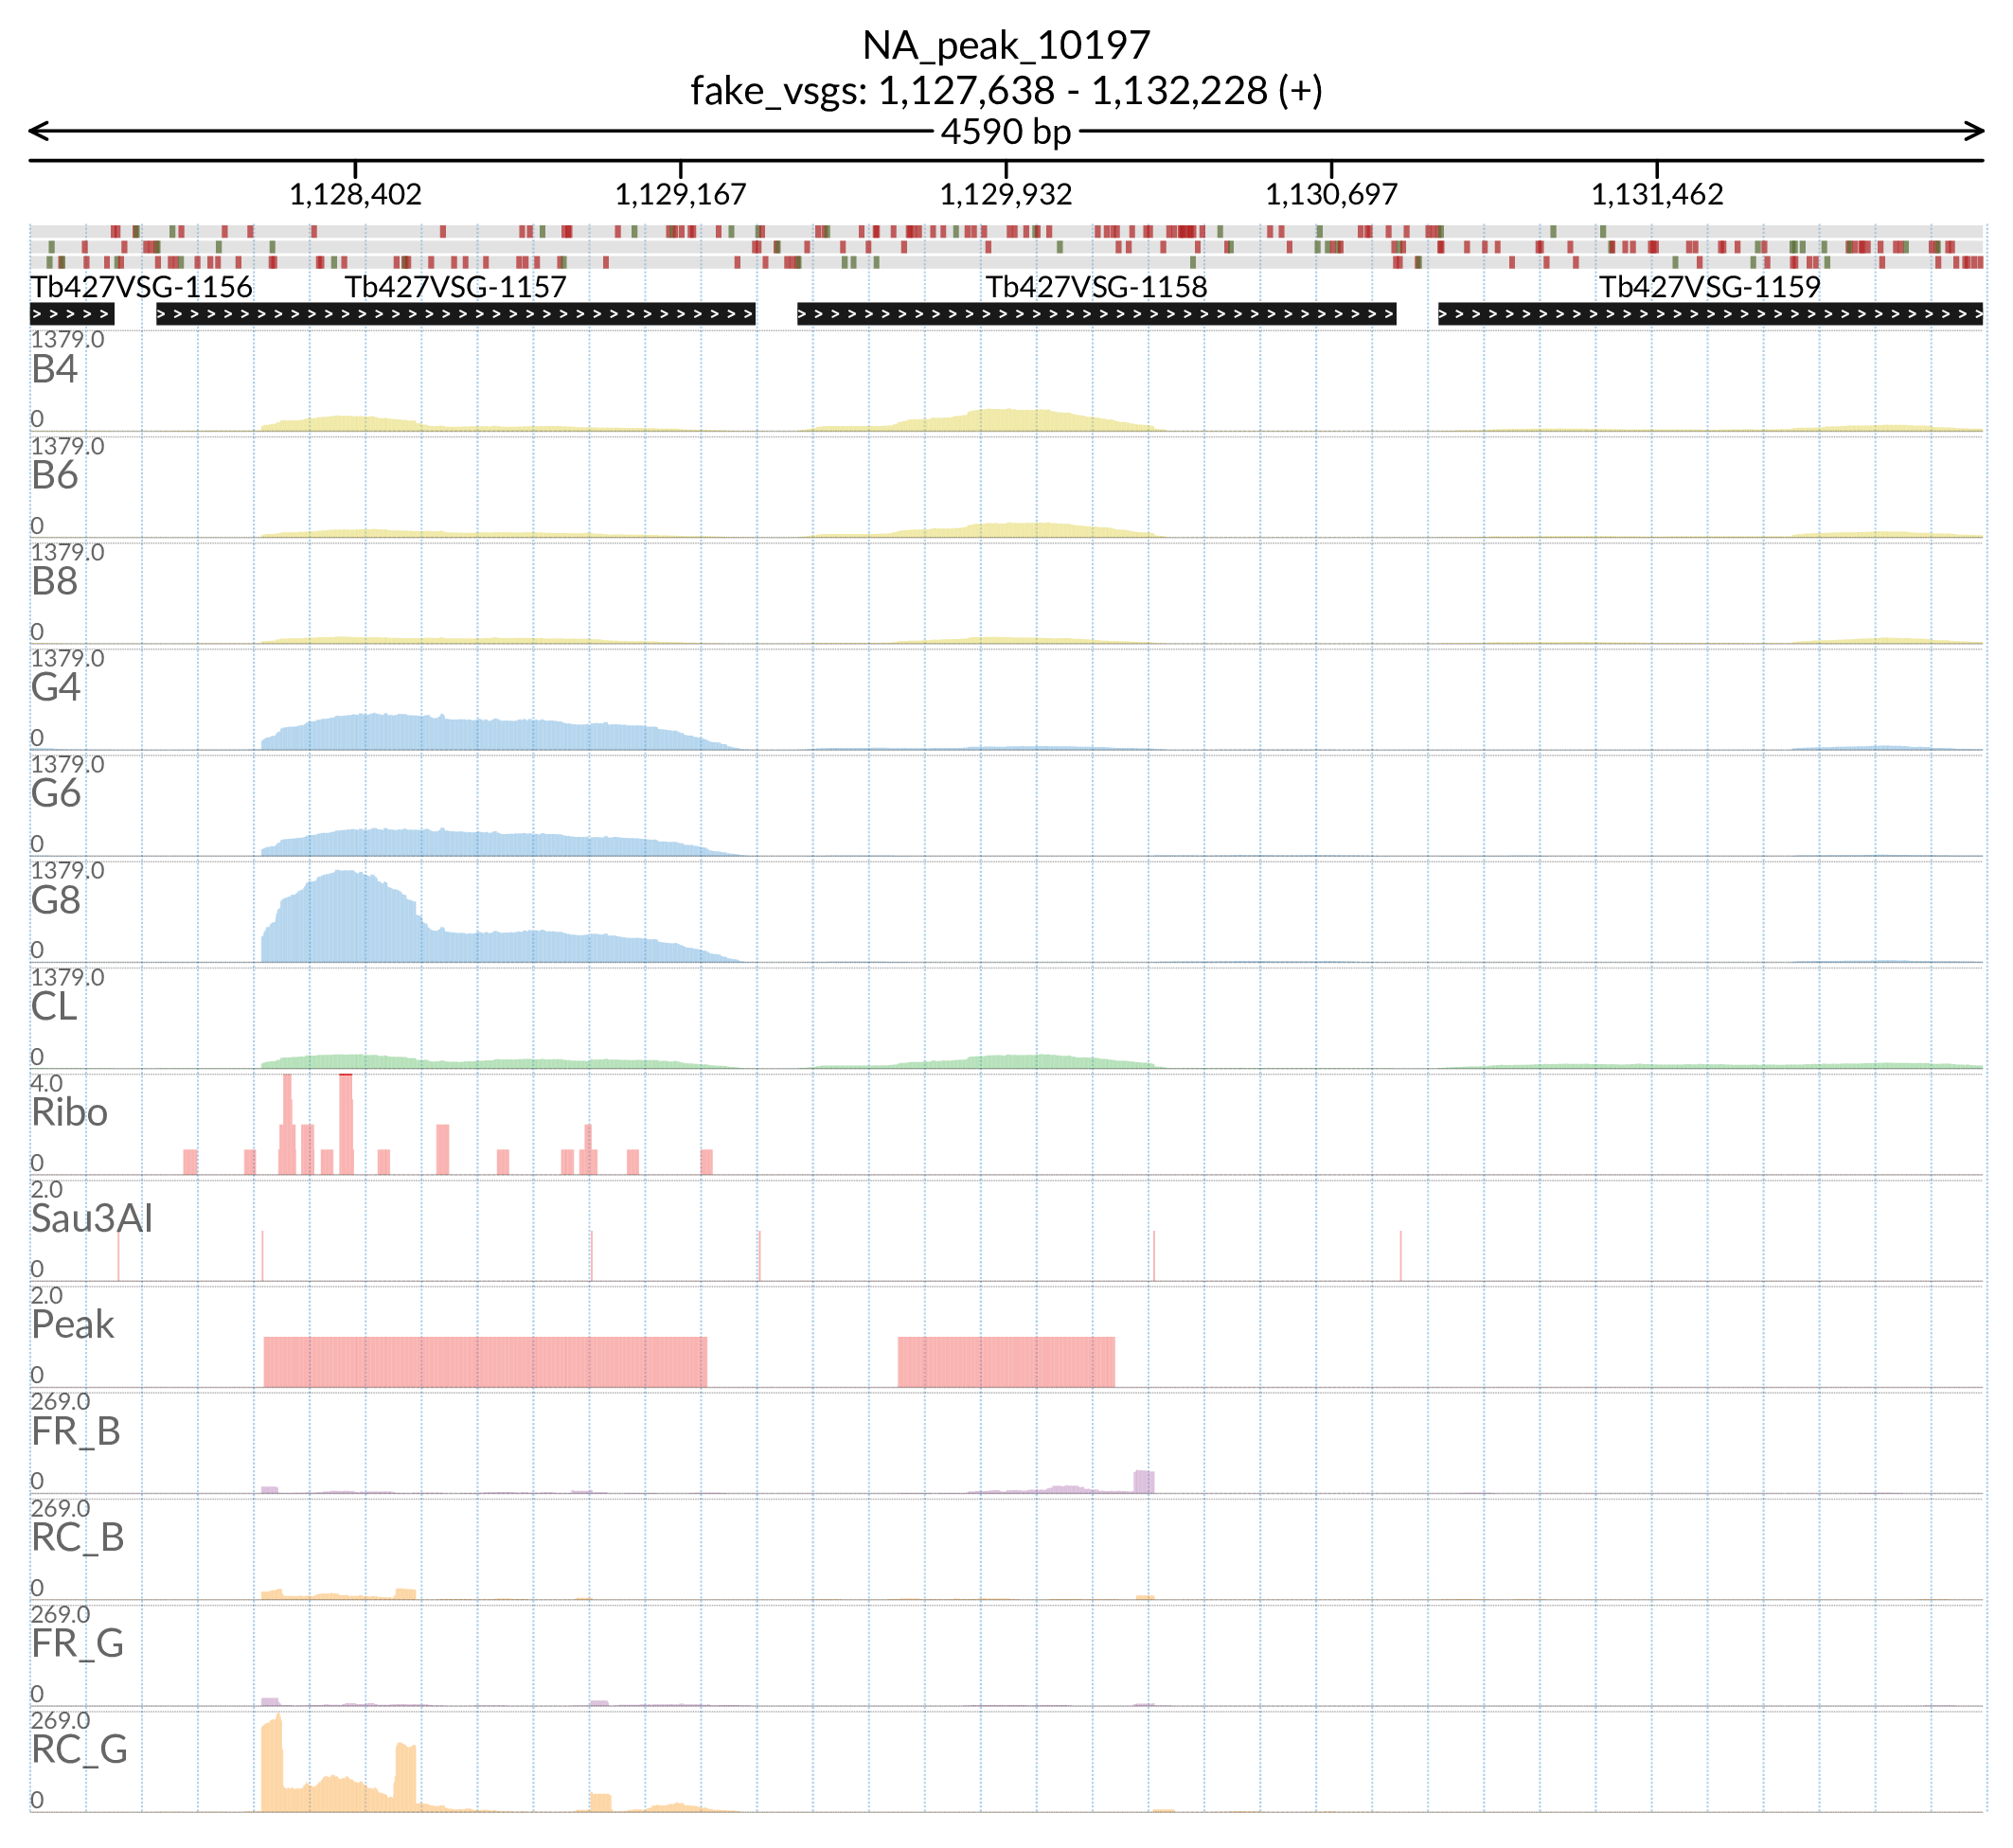 NA_peak_10197
fake_vsgs: 1,127,638 - 1,132,228 (+)
4590 bp
1,128,402 1,129,167 1,129,932 1,130,697 1,131,462
Tb427VSG-1156 Tb427VSG-1157 Tb427VSG-1158 Tb427VSG-1159
1379.0
B4
0
1379.0
B6
0
1379.0
B8
0
1379.0
G4
0
1379.0
G6
0
1379.0
G8
0
1379.0
CL
0
4.0
Ribo
0
2.0
Sau3AI
0
2.0
Peak
0
269.0
FR_B
0
269.0
RC_B
0
269.0
FR_G
0
269.0
RC_G
0